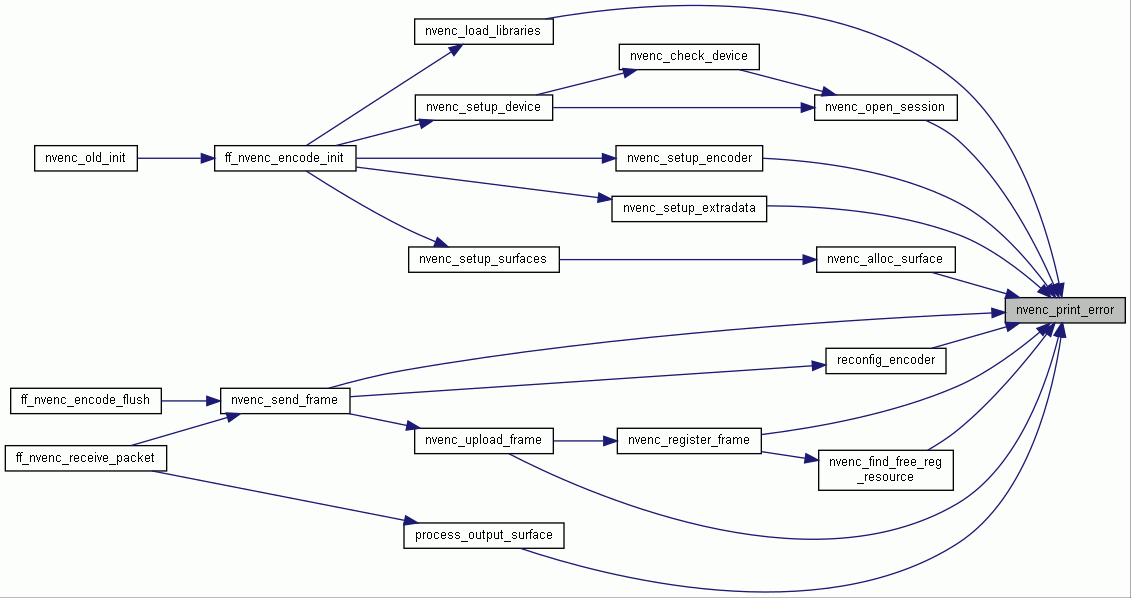 nvenc_load_libraries
nvenc_check_device
nvenc_setup_device
nvenc_open_session
nvenc_old_init
ff_nvenc_encode_init
nvenc_setup_encoder
nvenc_setup_extradata
nvenc_setup_surfaces
nvenc_alloc_surface
nvenc_print_error
reconfig_encoder
ff_nvenc_encode_flush
nvenc_send_frame
nvenc_upload_frame
nvenc_register_frame
ff_nvenc_receive_packet
nvenc_find_free_reg
_resource
process_output_surface